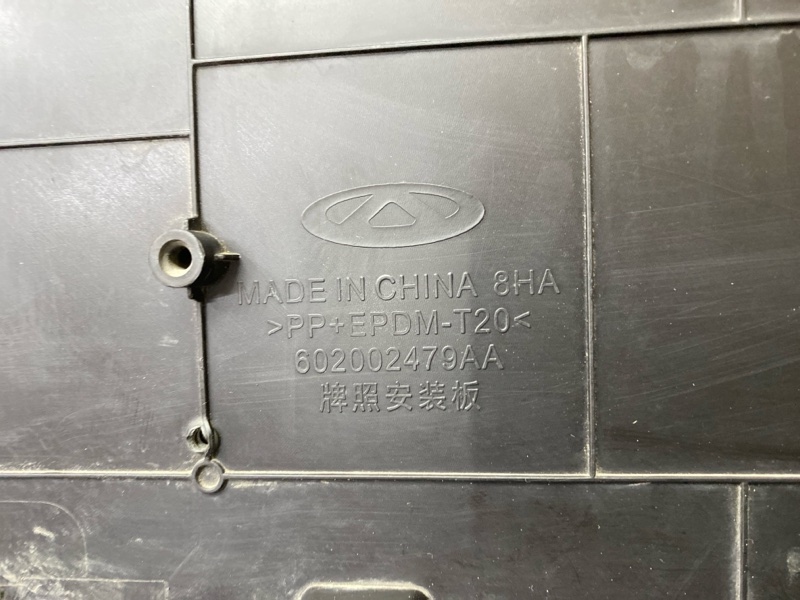 MADE IN CHINA 8HA
>PP+EPDM-T20<
602002479AA
牌照安装板